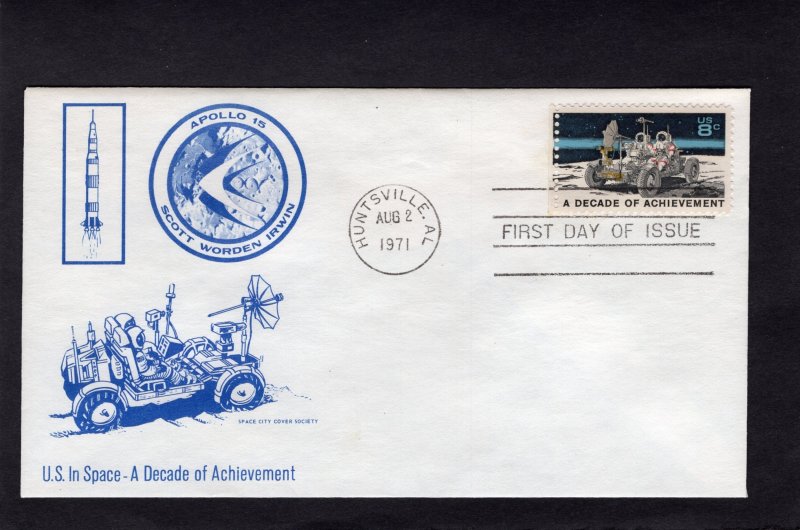 APOLLO 15
SCOTT WORDEN IRWIN
HUNTSVILLE, AL
AUG 2
1971
US
8c
A DECADE OF ACHIEVEMENT
FIRST DAY OF ISSUE
SPACE CITY COVER SOCIETY
U.S. In Space - A Decade of Achievement